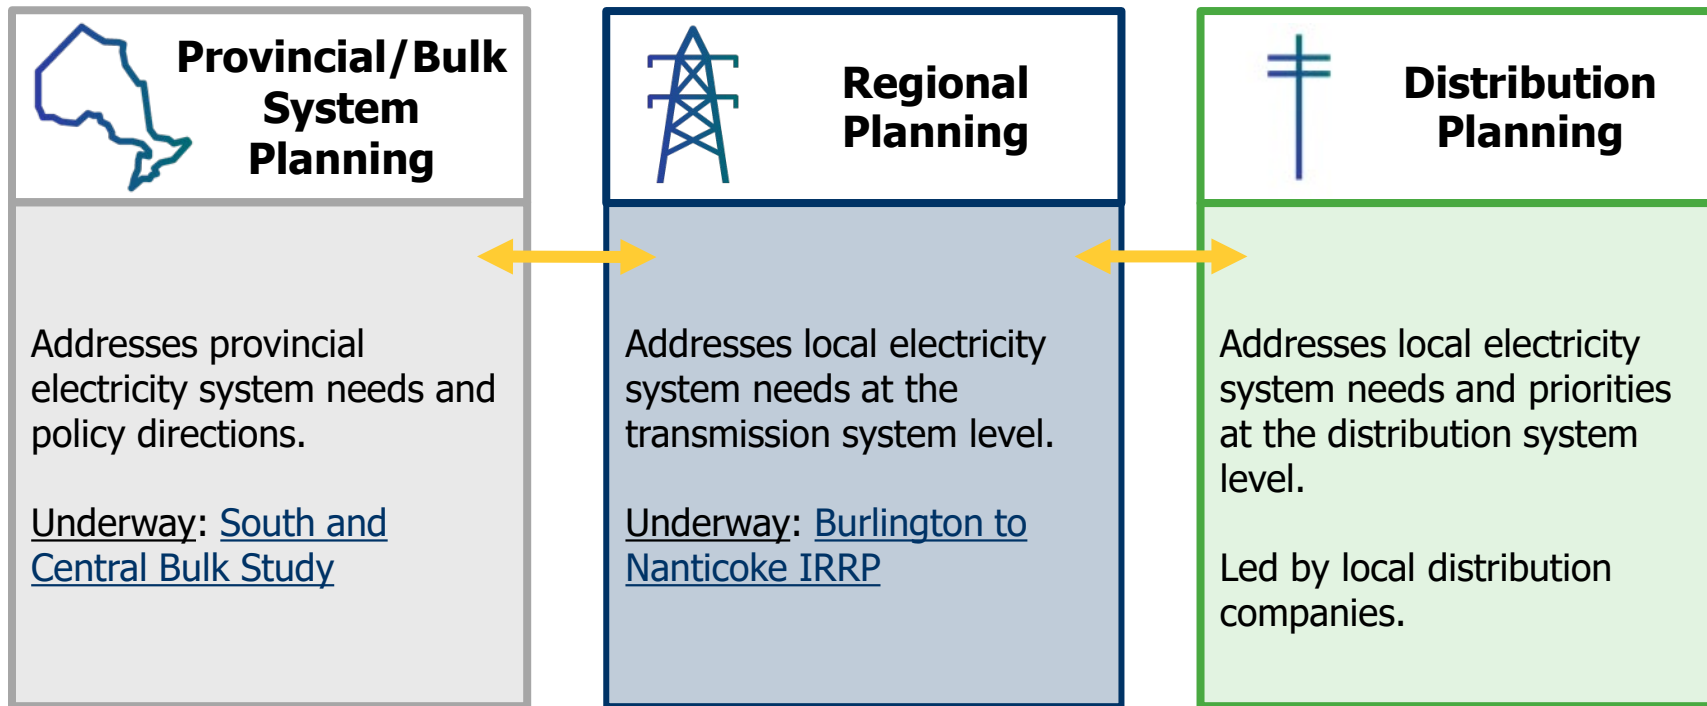 Provincial/Bulk
System
Planning
Addresses provincial
electricity system needs and
policy directions.
Underway: South and
Central Bulk Study
Regional
Planning
Addresses local electricity
system needs at the
transmission system level.
Underway: Burlington to
Nanticoke IRRP
Distribution
Planning
Addresses local electricity
system needs and priorities
at the distribution system
level.
Led by local distribution
companies.